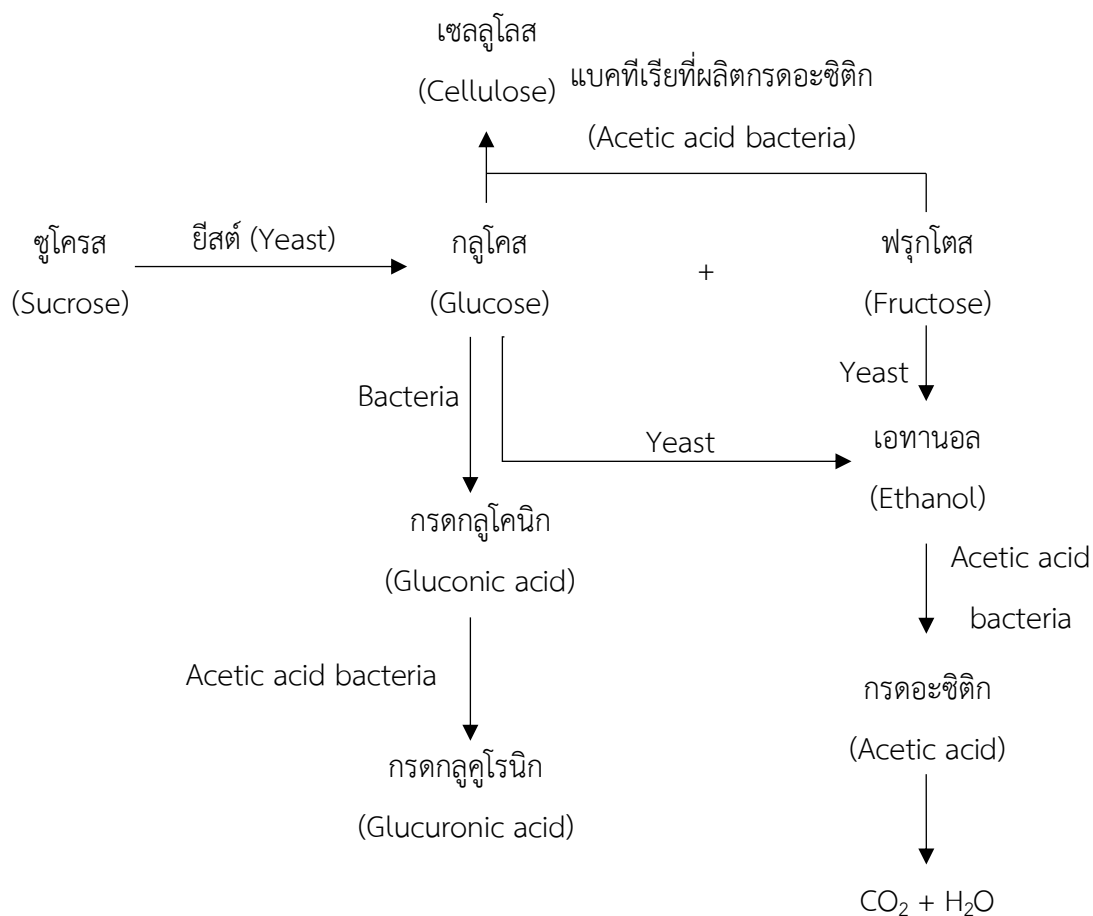 เซลลูโลส
(Cellulose)
แบคทีเรียที่ผลิตกรดอะซิติก
(Acetic acid bacteria)
ซูโครส
(Sucrose)
ยีสต์ (Yeast)
กลูโคส
(Glucose)
+
ฟรุกโตส
(Fructose)
Bacteria
Yeast
Yeast
เอทานอล
(Ethanol)
กรดกลูโคนิก
(Gluconic acid)
Acetic acid
bacteria
Acetic acid bacteria
กรดอะซิติก
(Acetic acid)
กรดกลูคูโรนิก
(Glucuronic acid)
CO₂ + H₂O